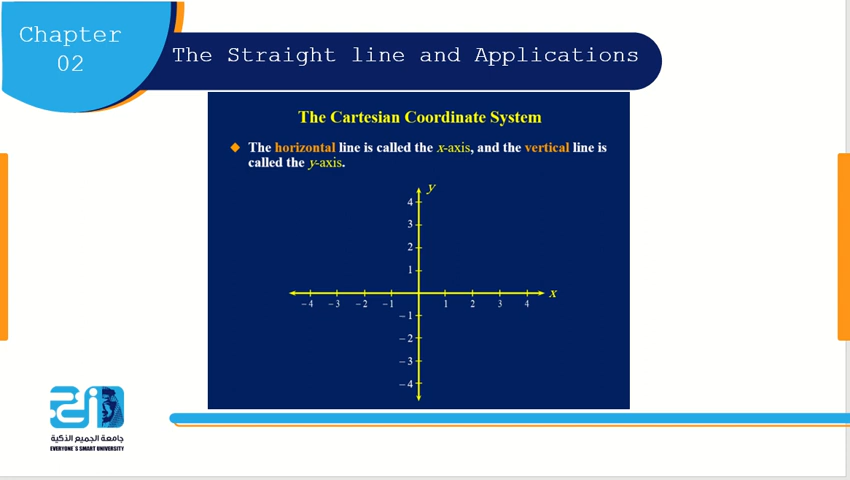 Chapter
02
The Straight line and Applications
The Cartesian Coordinate System
The horizontal line is called the x-axis, and the vertical line is
called the y-axis.
y
4
3
2
1
−4 −3 −2 −1 1 2 3 4 x
−1
−2
−3
−4
جامعة الجميع الذكية
EVERYONE`S SMART UNIVERSITY